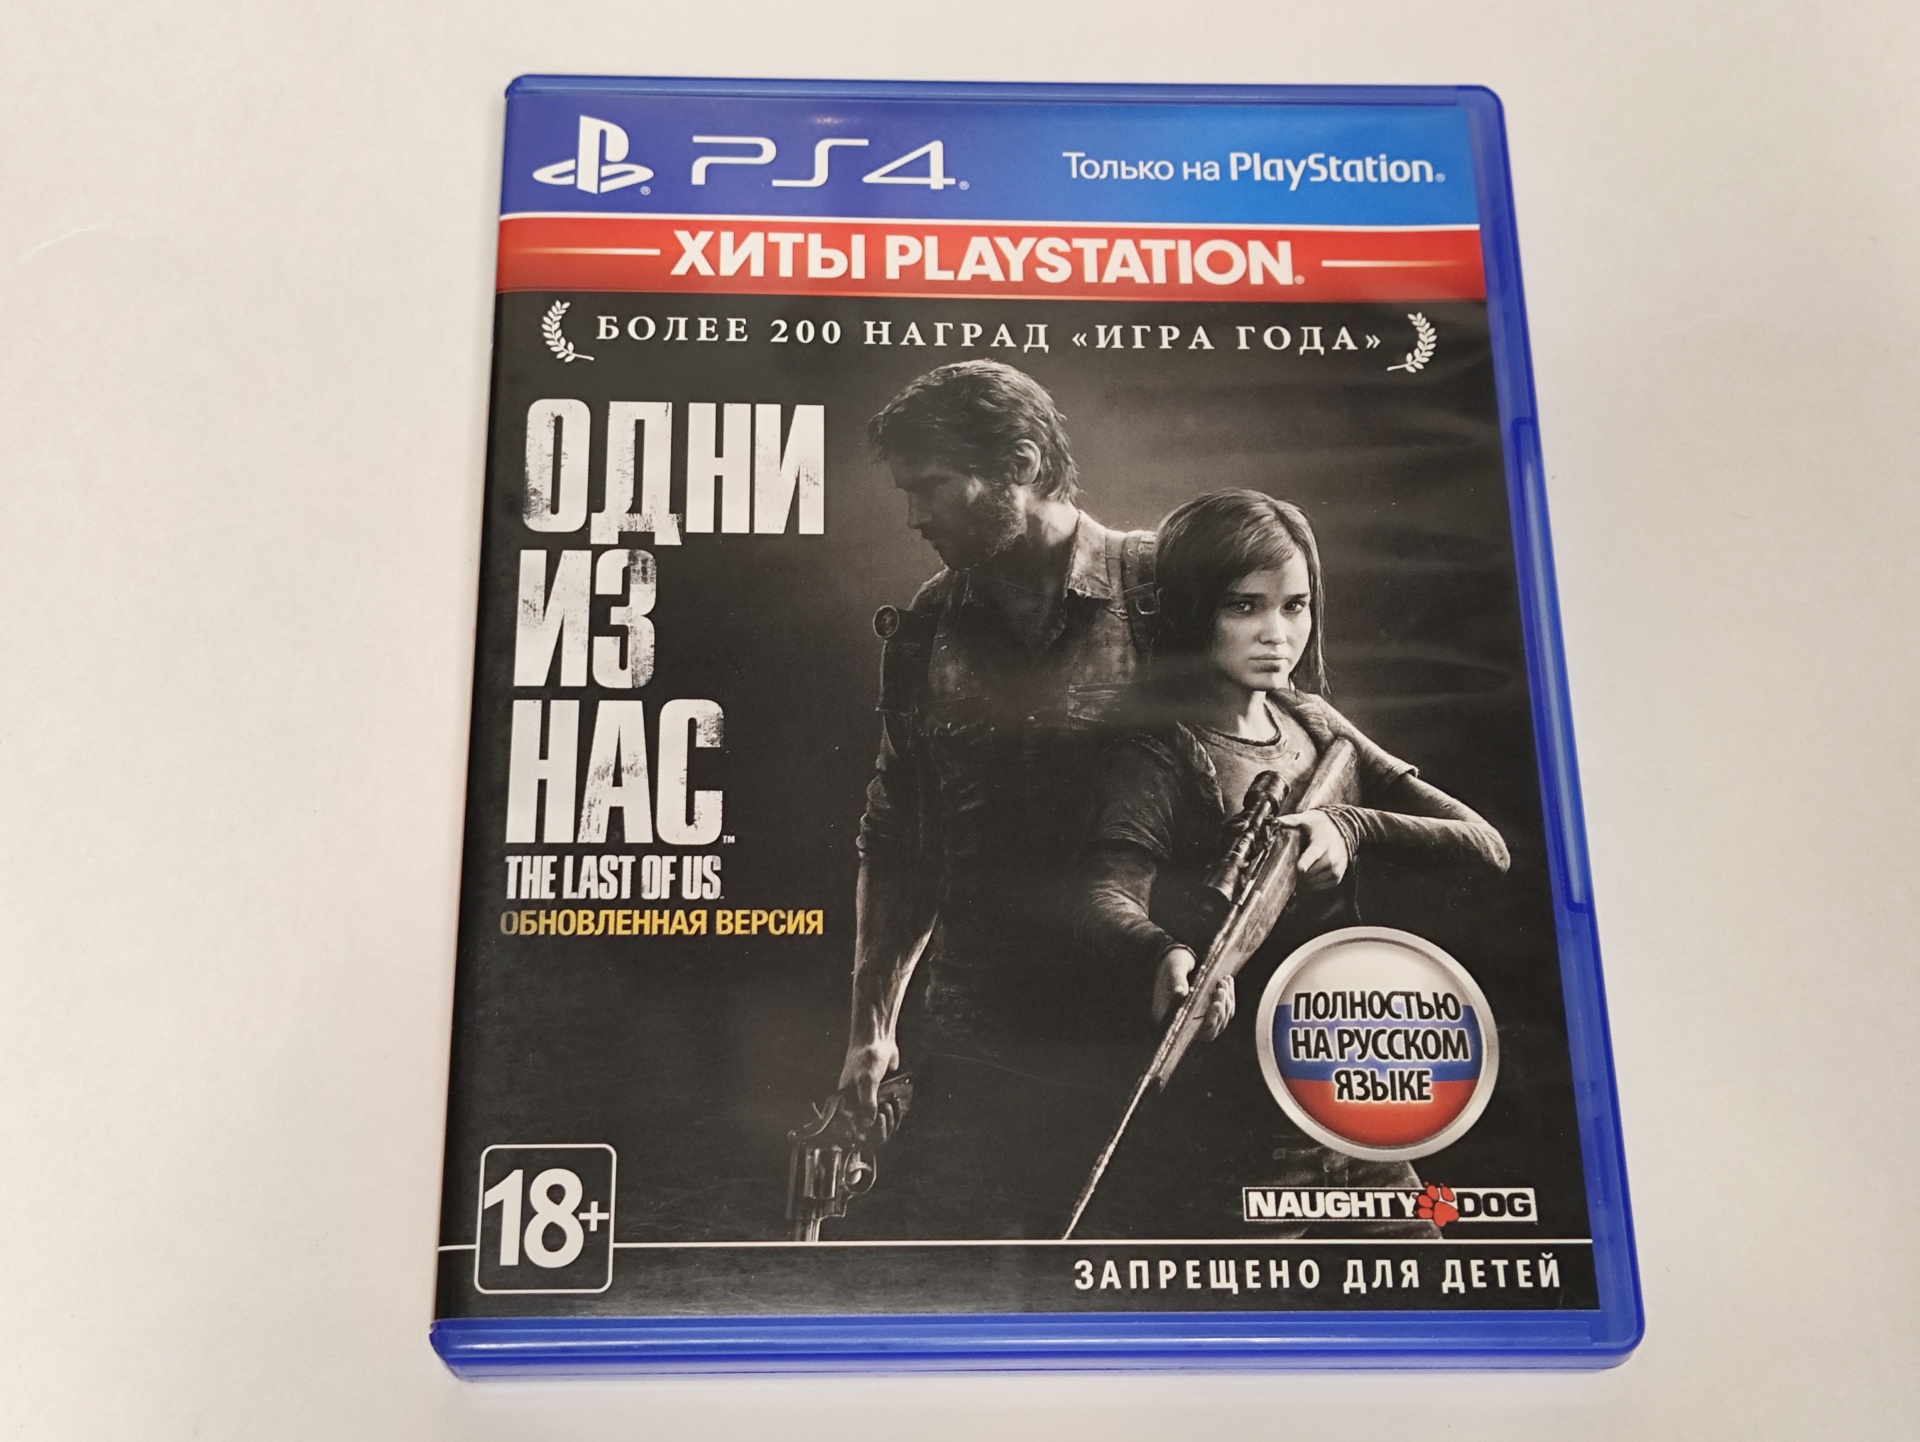 PS4
Только на PlayStation
ХИТЫ PLAYSTATION
БОЛЕЕ 200 НАГРАД «ИГРА ГОДА»
ОДНИ
ИЗ
НАС
THE LAST OF US
ОБНОВЛЕННАЯ ВЕРСИЯ
ПОЛНОСТЬЮ
НА РУССКОМ
ЯЗЫКЕ
18+
NAUGHTY DOG
ЗАПРЕЩЕНО ДЛЯ ДЕТЕЙ